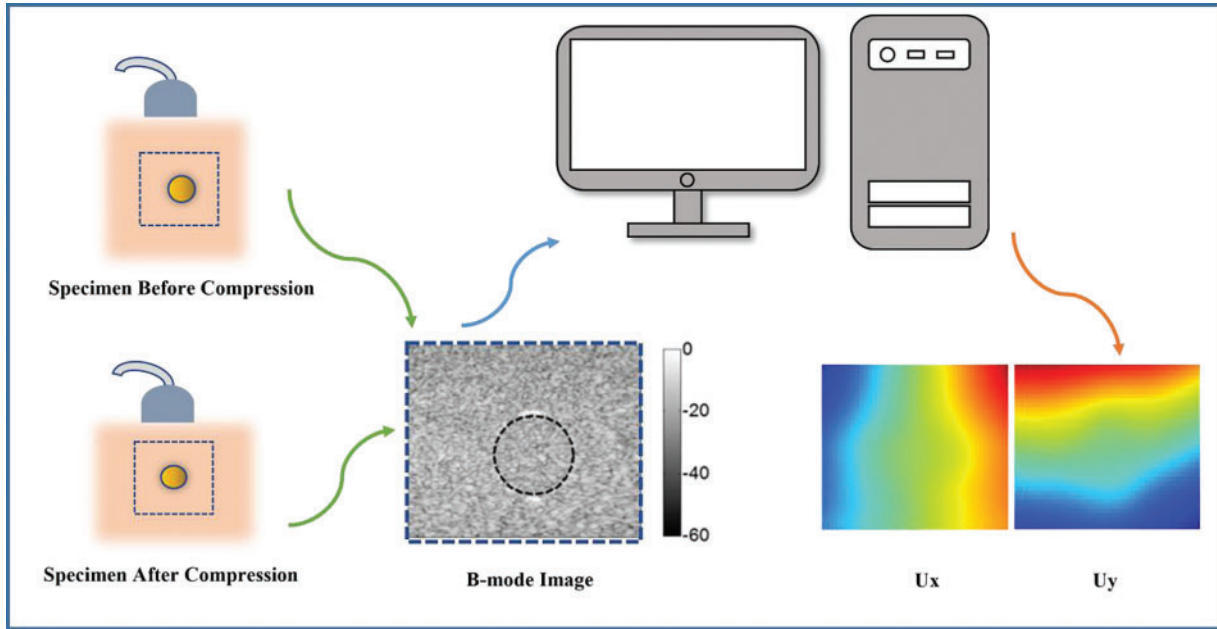 Specimen Before Compression
Specimen After Compression
0
-20
-40
-60
B-mode Image
Ux
Uy